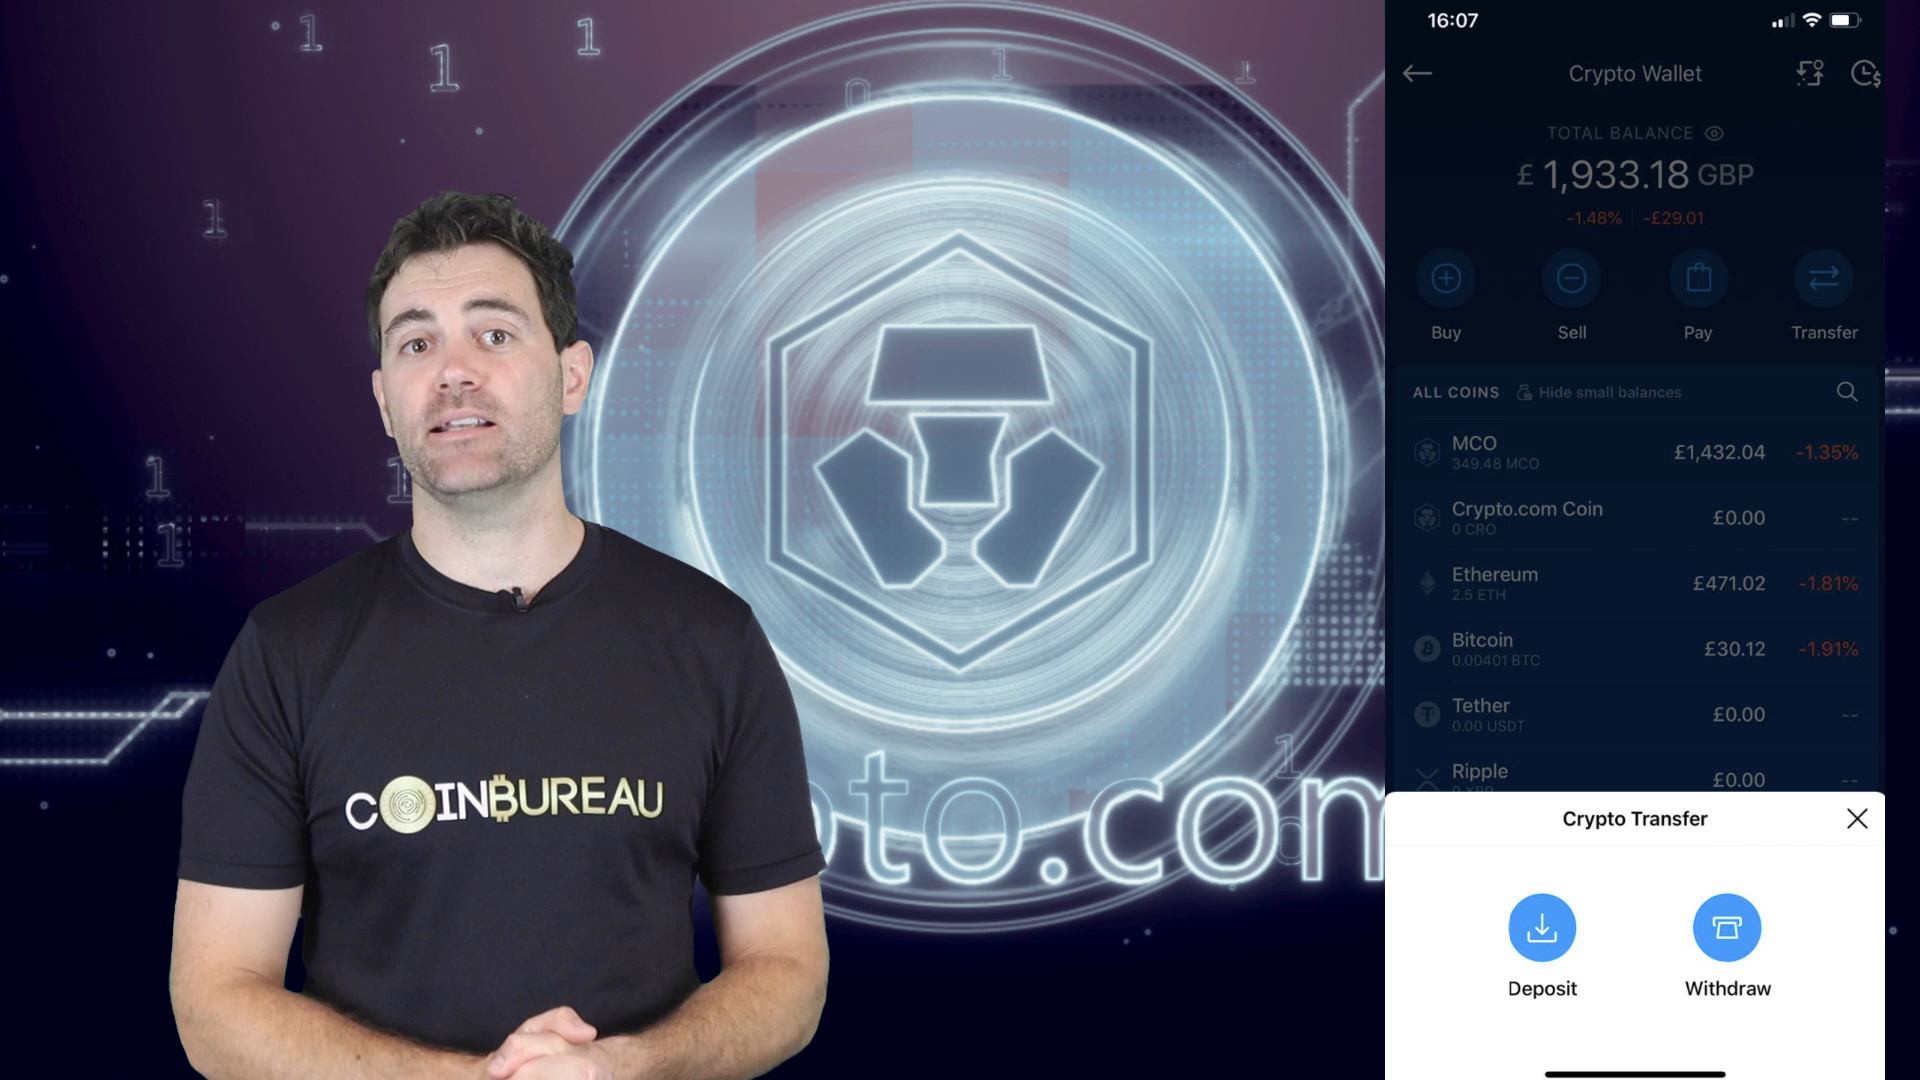 COINBUREAU
pto.com
16:07
Crypto Wallet
TOTAL BALANCE
£ 1,933.18 GBP
-1.48% -£29.01
Buy Sell Pay Transfer
ALL COINS Hide small balances
MCO £1,432.04 -1.35%
349.48 MCO
Crypto.com Coin £0.00 --
0 CRO
Ethereum £471.02 -1.81%
2.5 ETH
Bitcoin £30.12 -1.91%
0.00401 BTC
Tether £0.00 --
0.00 USDT
Ripple £0.00 --
Crypto Transfer
Deposit Withdraw